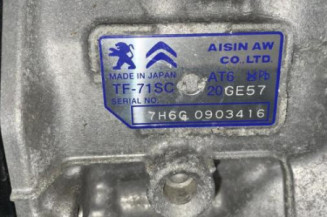 AISIN AW
CO.,LTD.
MADE IN JAPAN
TF-71SC AT6
SERIAL NO. 20GE57
7H6G 0903416